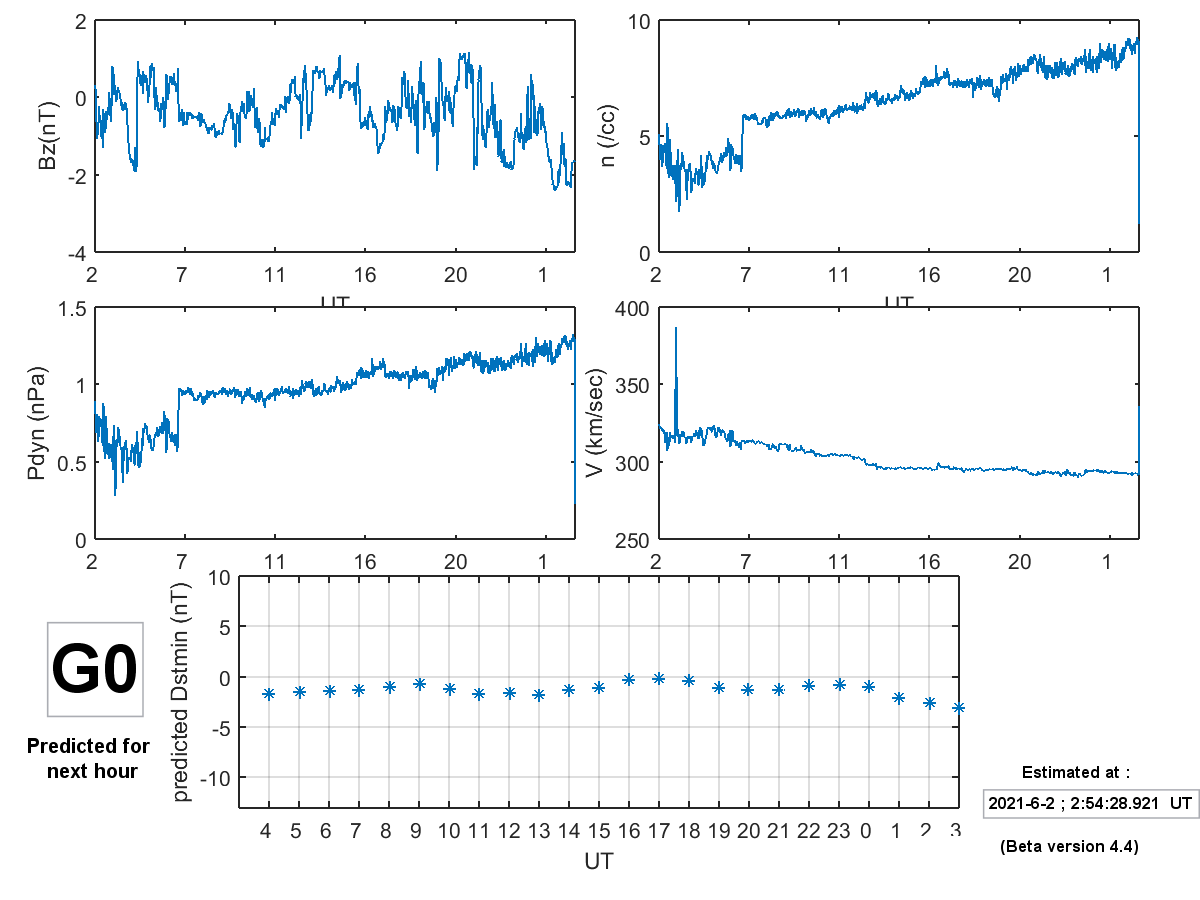 2
0
-2
-4
Bz(nT)
2 7 11 16 20 1
UT
10
5
0
n (/cc)
2 7 11 16 20 1
UT
1.5
1
0.5
0
Pdyn (nPa)
2 7 11 16 20 1
400
350
300
250
V (km/sec)
2 7 11 16 20 1
10
5
0
-5
-10
predicted Dstmin (nT)
4 5 6 7 8 9 10 11 12 13 14 15 16 17 18 19 20 21 22 23 0 1 2 3
UT
G0
Predicted for
next hour
Estimated at :
2021-6-2 ; 2:54:28.921 UT
(Beta version 4.4)